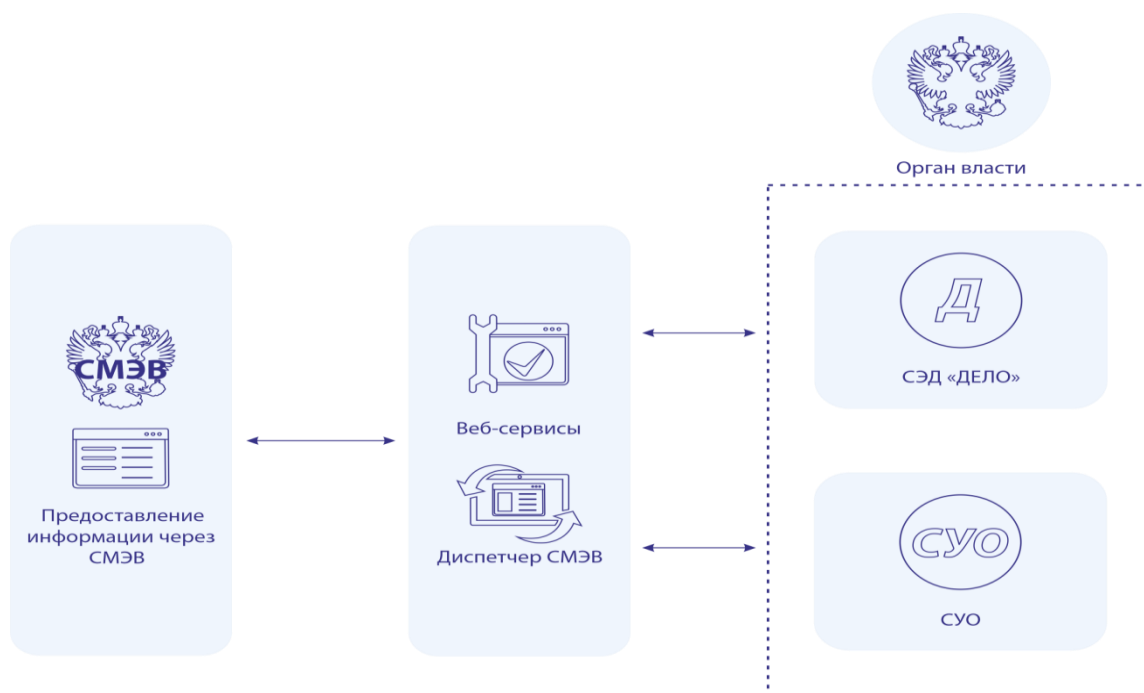 Орган власти
СМЭВ
Предоставление
информации через
СМЭВ
Веб-сервисы
Диспетчер СМЭВ
Д
СЭД «ДЕЛО»
СУО
СУО